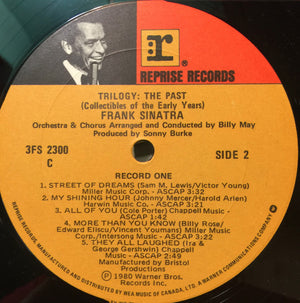 r
REPRISE RECORDS
TRILOGY: THE PAST
(Collectibles of the Early Years)
FRANK SINATRA
Orchestra & Chorus Arranged and Conducted by Billy May
Produced by Sonny Burke
3FS 2300
C
SIDE 2
RECORD ONE
1. STREET OF DREAMS (Sam M. Lewis/Victor Young)
Miller Music Corp. - ASCAP 3:32
2. MY SHINING HOUR (Johnny Mercer/Harold Arlen)
Harwin Music Co. - ASCAP 3:21
3. ALL OF YOU (Cole Porter) Chappell Music -
ASCAP 1:42
4. MORE THAN YOU KNOW (Billy Rose/
Edward Eliscu/Vincent Youmans) Miller Music
Corp./Intersong Music - ASCAP 3:22
5. THEY ALL LAUGHED (Ira &
George Gershwin) Chappell Music -
ASCAP
Manufactured by Bristol
Productions
℗ 1980 Warner Bros.
Records Inc.
REPRISE RECORDS, MANUFACTURED AND DISTRIBUTED BY WEA MUSIC OF CANADA, LTD. A WARNER COMMUNICATIONS COMPANY